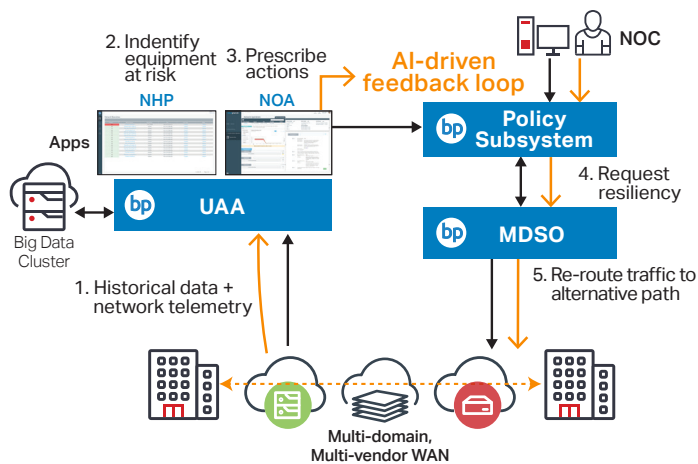 2. Indentify
equipment
at risk
3. Prescribe
actions
AI-driven
feedback loop
NOC
NHP
NOA
Apps
bp
Policy
Subsystem
4. Request
resiliency
bp
UAA
Big Data
Cluster
bp
MDSO
1. Historical data +
network telemetry
5. Re-route traffic to
alternative path
Multi-domain,
Multi-vendor WAN